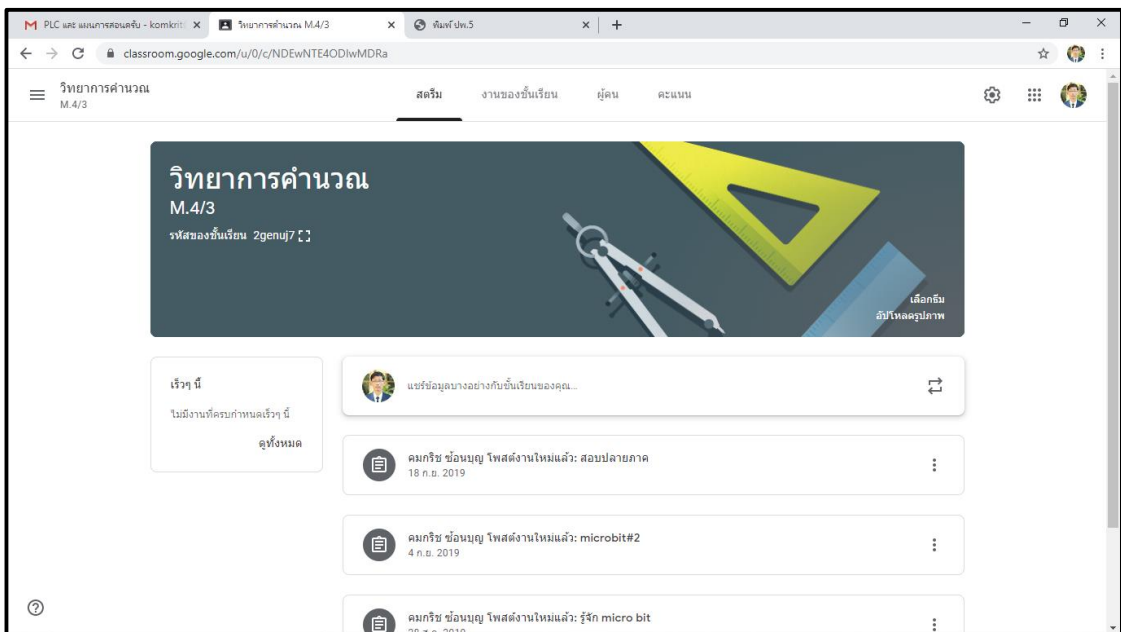 PLC และ แผนการสอนครับ - komkrit
วิทยาการคำนวณ M.4/3
พิมพ์ ปพ.5
classroom.google.com/u/0/c/NDEwNTE4ODIwMDRa
วิทยาการคำนวณ
M.4/3
สตรีม
งานของชั้นเรียน
ผู้คน
คะแนน
วิทยาการคำนวณ
M.4/3
รหัสของชั้นเรียน 2genuj7
เลือกธีม
อัปโหลดรูปภาพ
เร็วๆ นี้
ไม่มีงานที่ครบกำหนดเร็วๆ นี้
ดูทั้งหมด
แชร์ข้อมูลบางอย่างกับชั้นเรียนของคุณ...
คมกริช ช้อนบุญ โพสต์งานใหม่แล้ว: สอบปลายภาค
18 ก.ย. 2019
คมกริช ช้อนบุญ โพสต์งานใหม่แล้ว: microbit#2
4 ก.ย. 2019
คมกริช ช้อนบุญ โพสต์งานใหม่แล้ว: รู้จัก micro bit
28 ส.ค. 2019